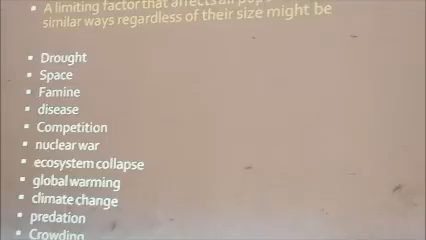 A limiting factor that affects all
similar ways regardless of their size might be
Drought
Space
Famine
disease
Competition
nuclear war
ecosystem collapse
global warming
climate change
predation
Crowding